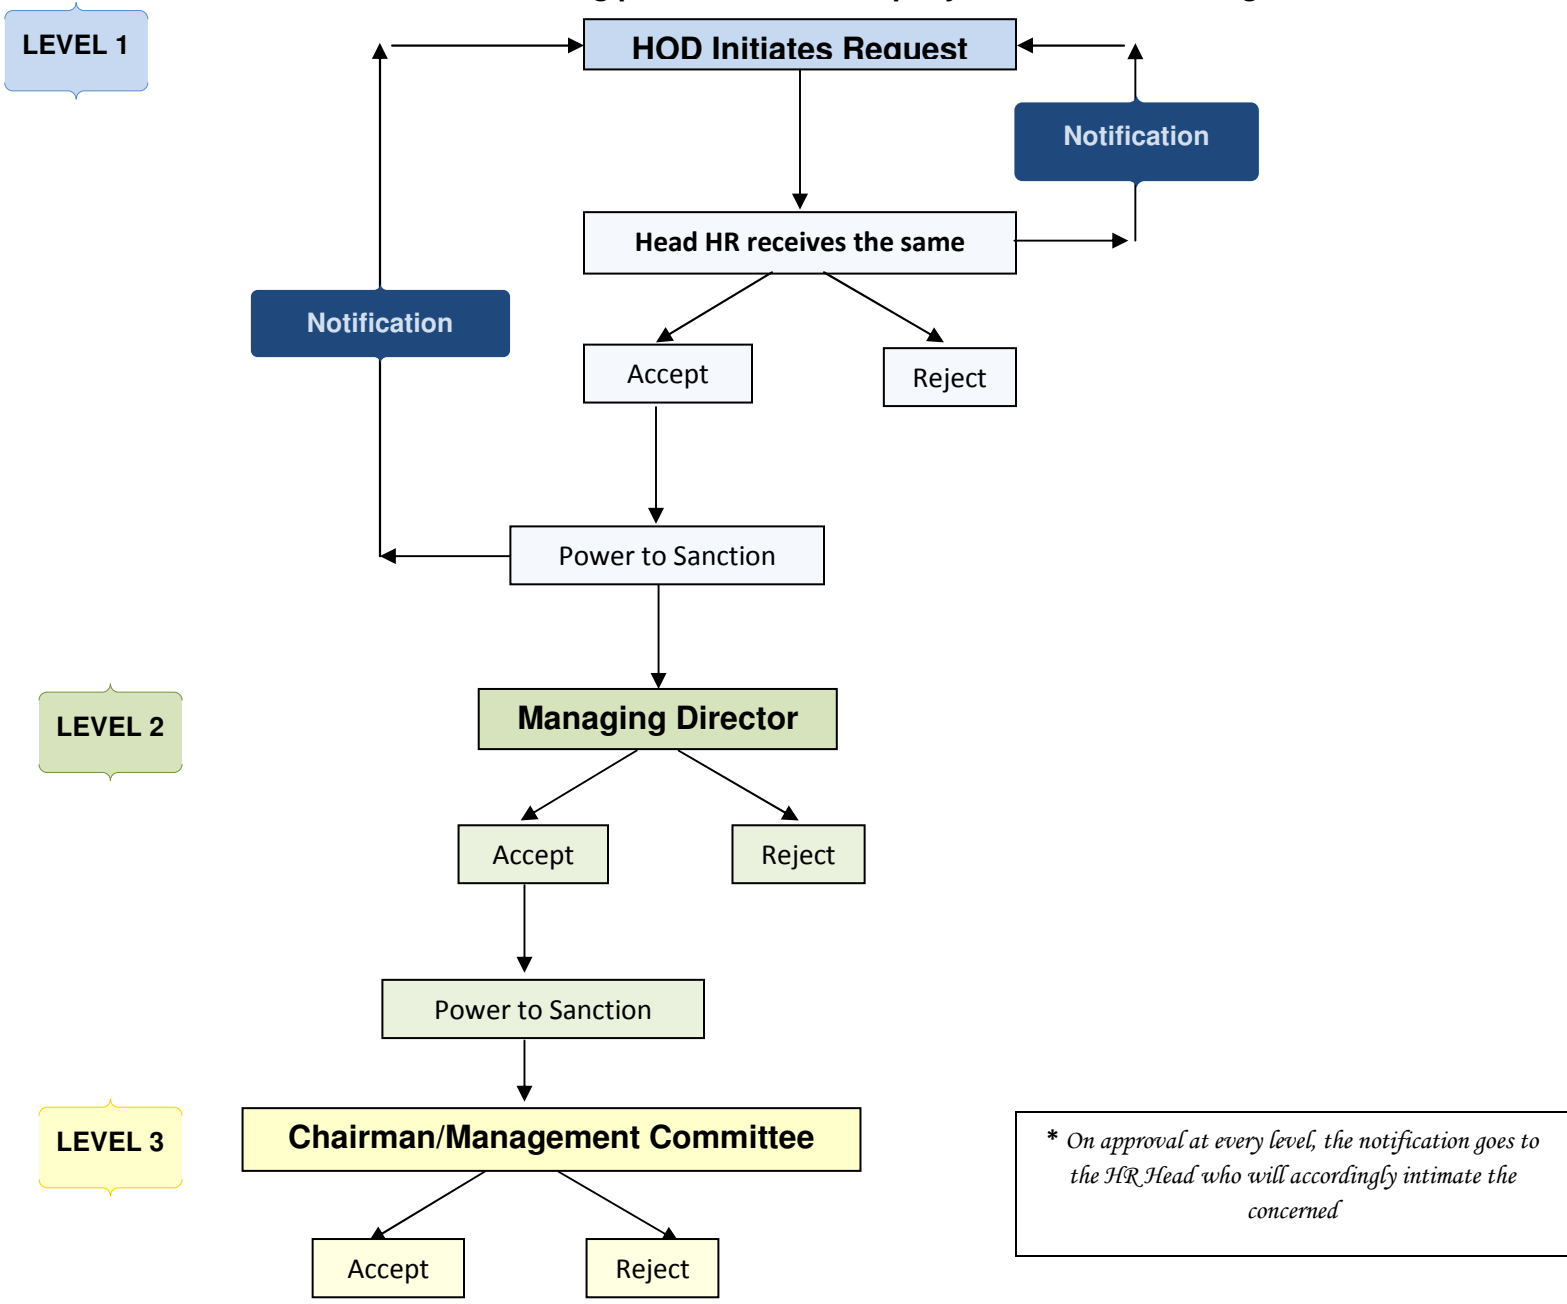 LEVEL 1
HOD Initiates Request
Notification
Head HR receives the same
Notification
Accept
Reject
Power to Sanction
LEVEL 2
Managing Director
Accept
Reject
Power to Sanction
LEVEL 3
Chairman/Management Committee
* On approval at every level, the notification goes to
the HR Head who will accordingly intimate the
concerned
Accept
Reject